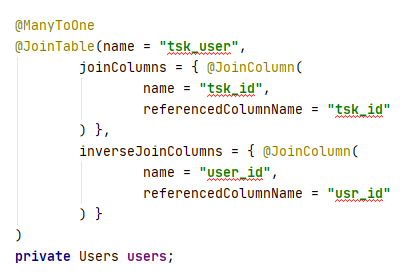 @ManyToOne
@JoinTable(name = "tsk_user",
joinColumns = { @JoinColumn(
name = "tsk_id",
referencedColumnName = "tsk_id"
) },
inverseJoinColumns = { @JoinColumn(
name = "user_id",
referencedColumnName = "usr_id"
) }
)
private Users users;